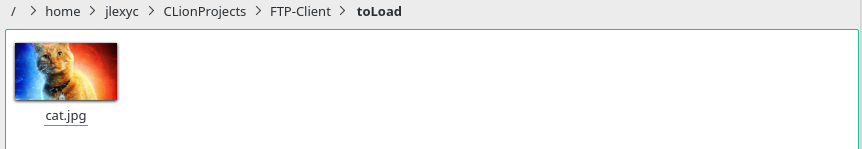 / > home > jlexyc > CLionProjects > FTP-Client > toLoad
cat.jpg